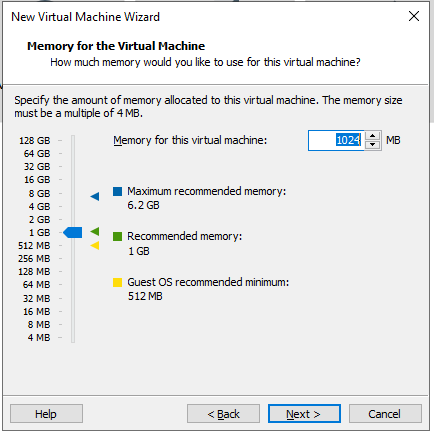 New Virtual Machine Wizard
Memory for the Virtual Machine
How much memory would you like to use for this virtual machine?
Specify the amount of memory allocated to this virtual machine. The memory size
must be a multiple of 4 MB.
Memory for this virtual machine: 1024 MB
128 GB
64 GB
32 GB
16 GB
8 GB
4 GB
2 GB
1 GB
512 MB
256 MB
128 MB
64 MB
32 MB
16 MB
8 MB
4 MB
Maximum recommended memory:
6.2 GB
Recommended memory:
1 GB
Guest OS recommended minimum:
512 MB
Help
< Back
Next >
Cancel